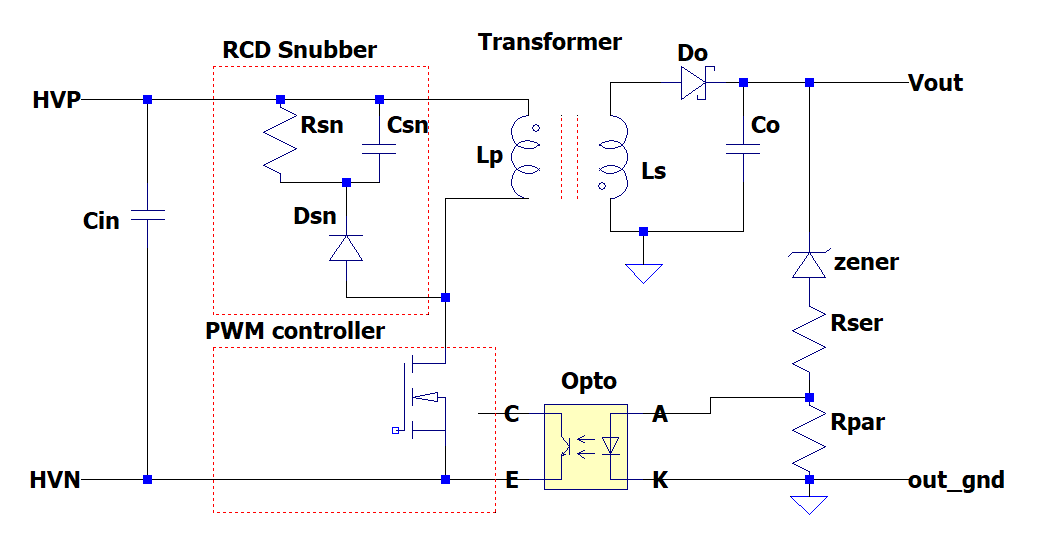 Transformer
RCD Snubber
Do
HVP
Vout
Rsn
Csn
Co
Lp
Ls
Cin
Dsn
zener
PWM controller
Rser
Opto
C
A
Rpar
HVN
E
K
out_gnd